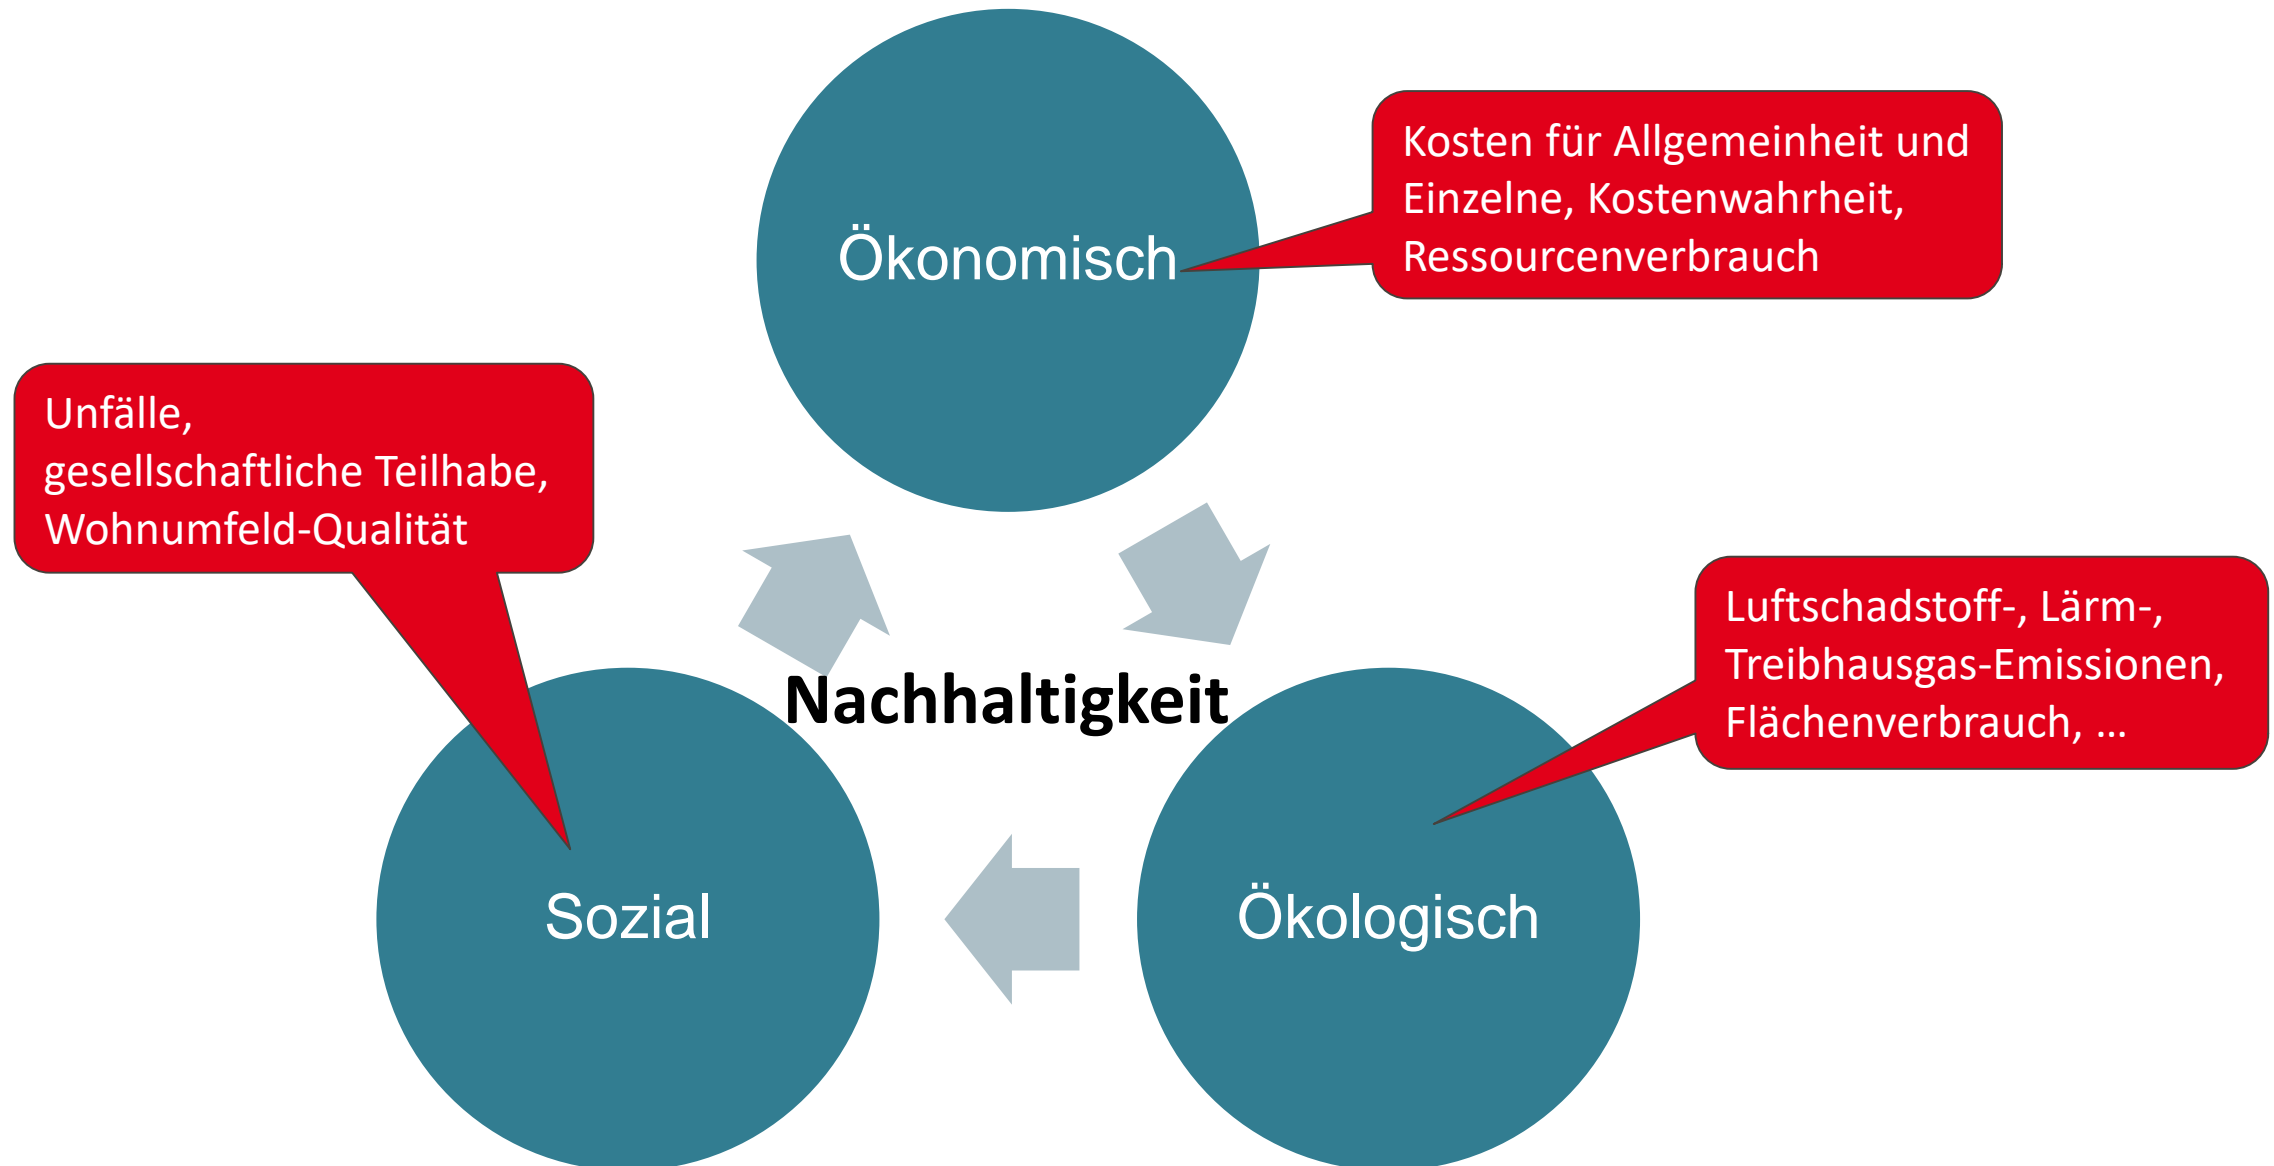 Ökonomisch
Kosten für Allgemeinheit und
Einzelne, Kostenwahrheit,
Ressourcenverbrauch
Unfälle,
gesellschaftliche Teilhabe,
Wohnumfeld-Qualität
Luftschadstoff-, Lärm-,
Treibhausgas-Emissionen,
Flächenverbrauch, …
Nachhaltigkeit
Sozial
Ökologisch